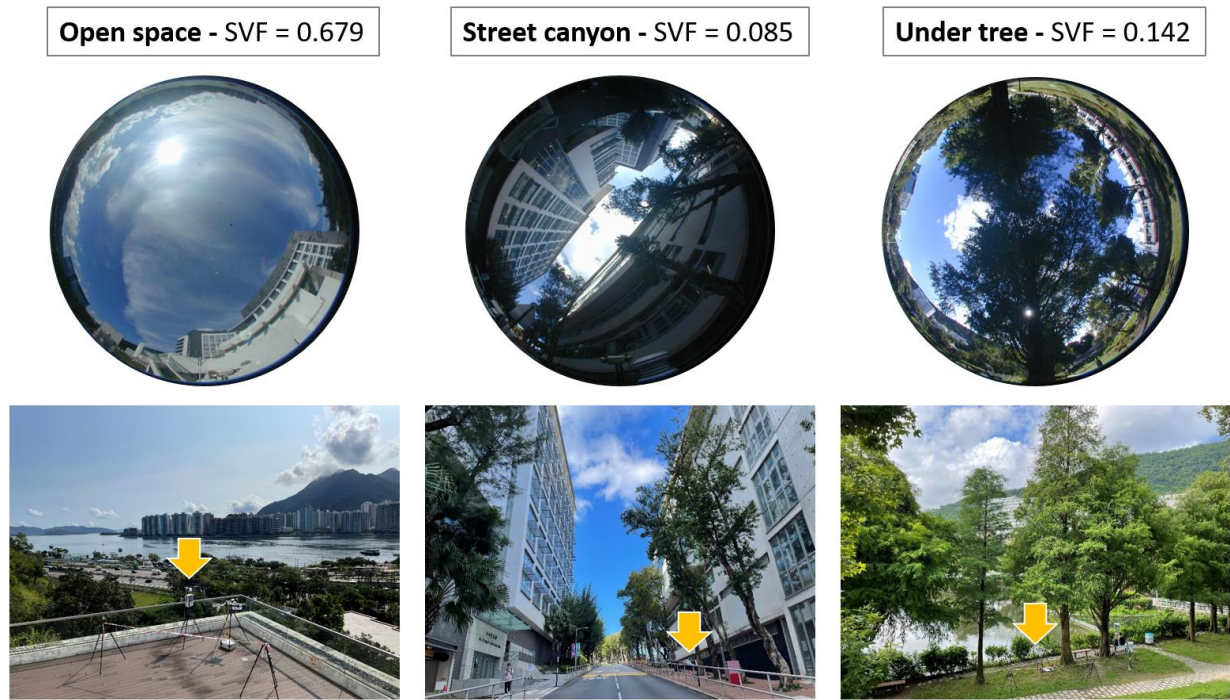 Open space - SVF = 0.679
Street canyon - SVF = 0.085
Under tree - SVF = 0.142